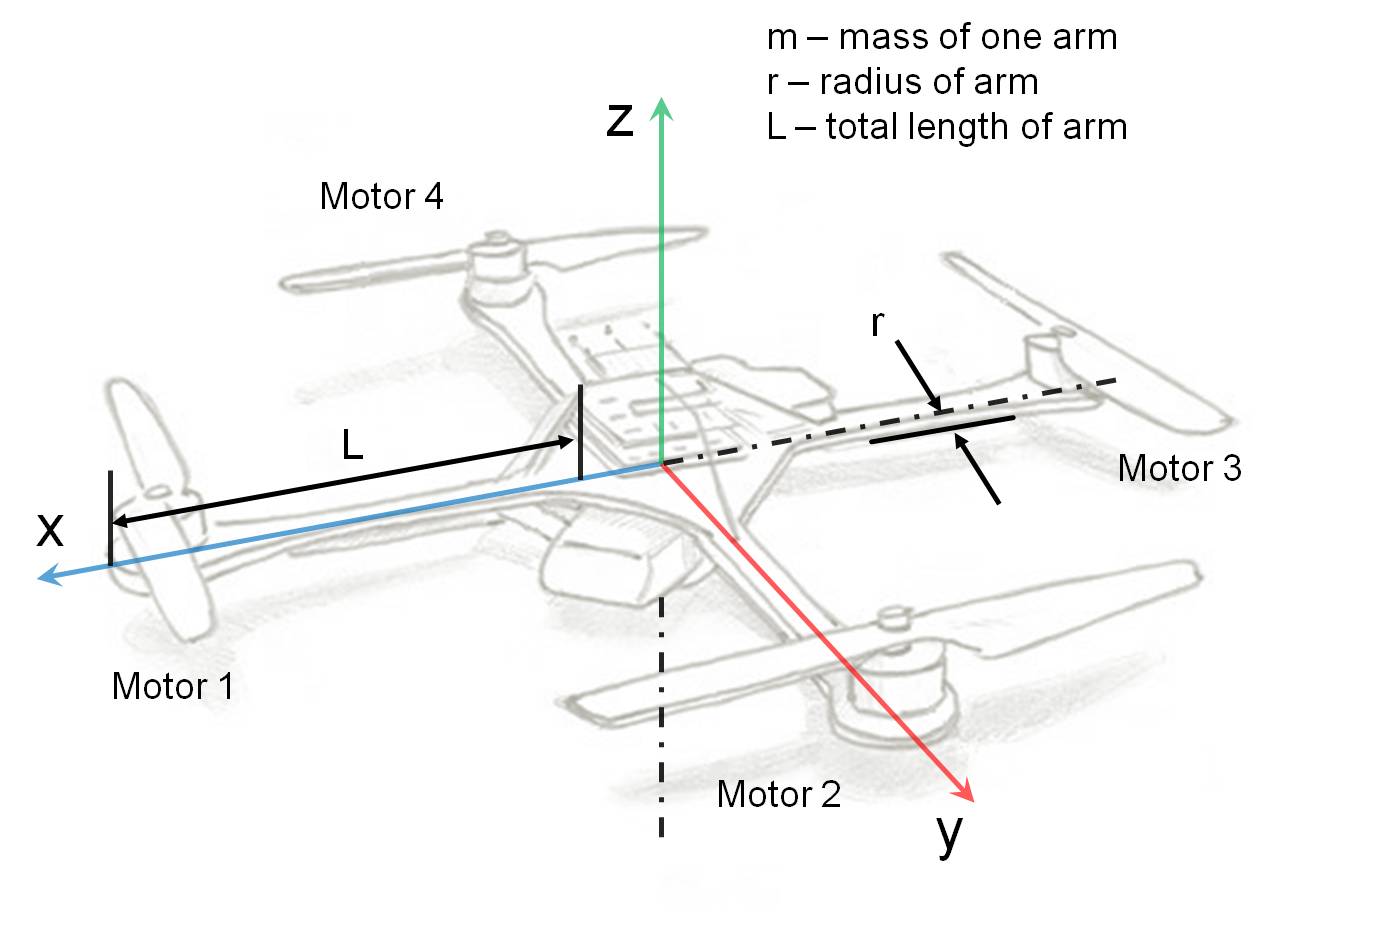 m – mass of one arm
r – radius of arm
L – total length of arm
z
Motor 4
r
L
Motor 3
x
Motor 1
Motor 2
y